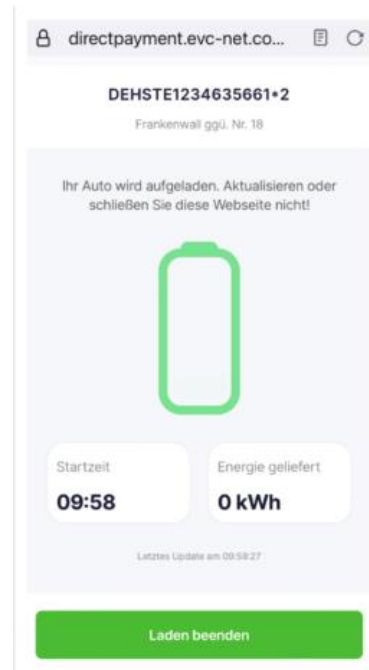 directpayment.evc-net.co...
DEHSTE1234635661*2
Frankenwall ggü. Nr. 18
Ihr Auto wird aufgeladen. Aktualisieren oder
schließen Sie diese Webseite nicht!
Startzeit
Energie geliefert
09:58
0 kWh
Letztes Update am 09:58:27
Laden beenden